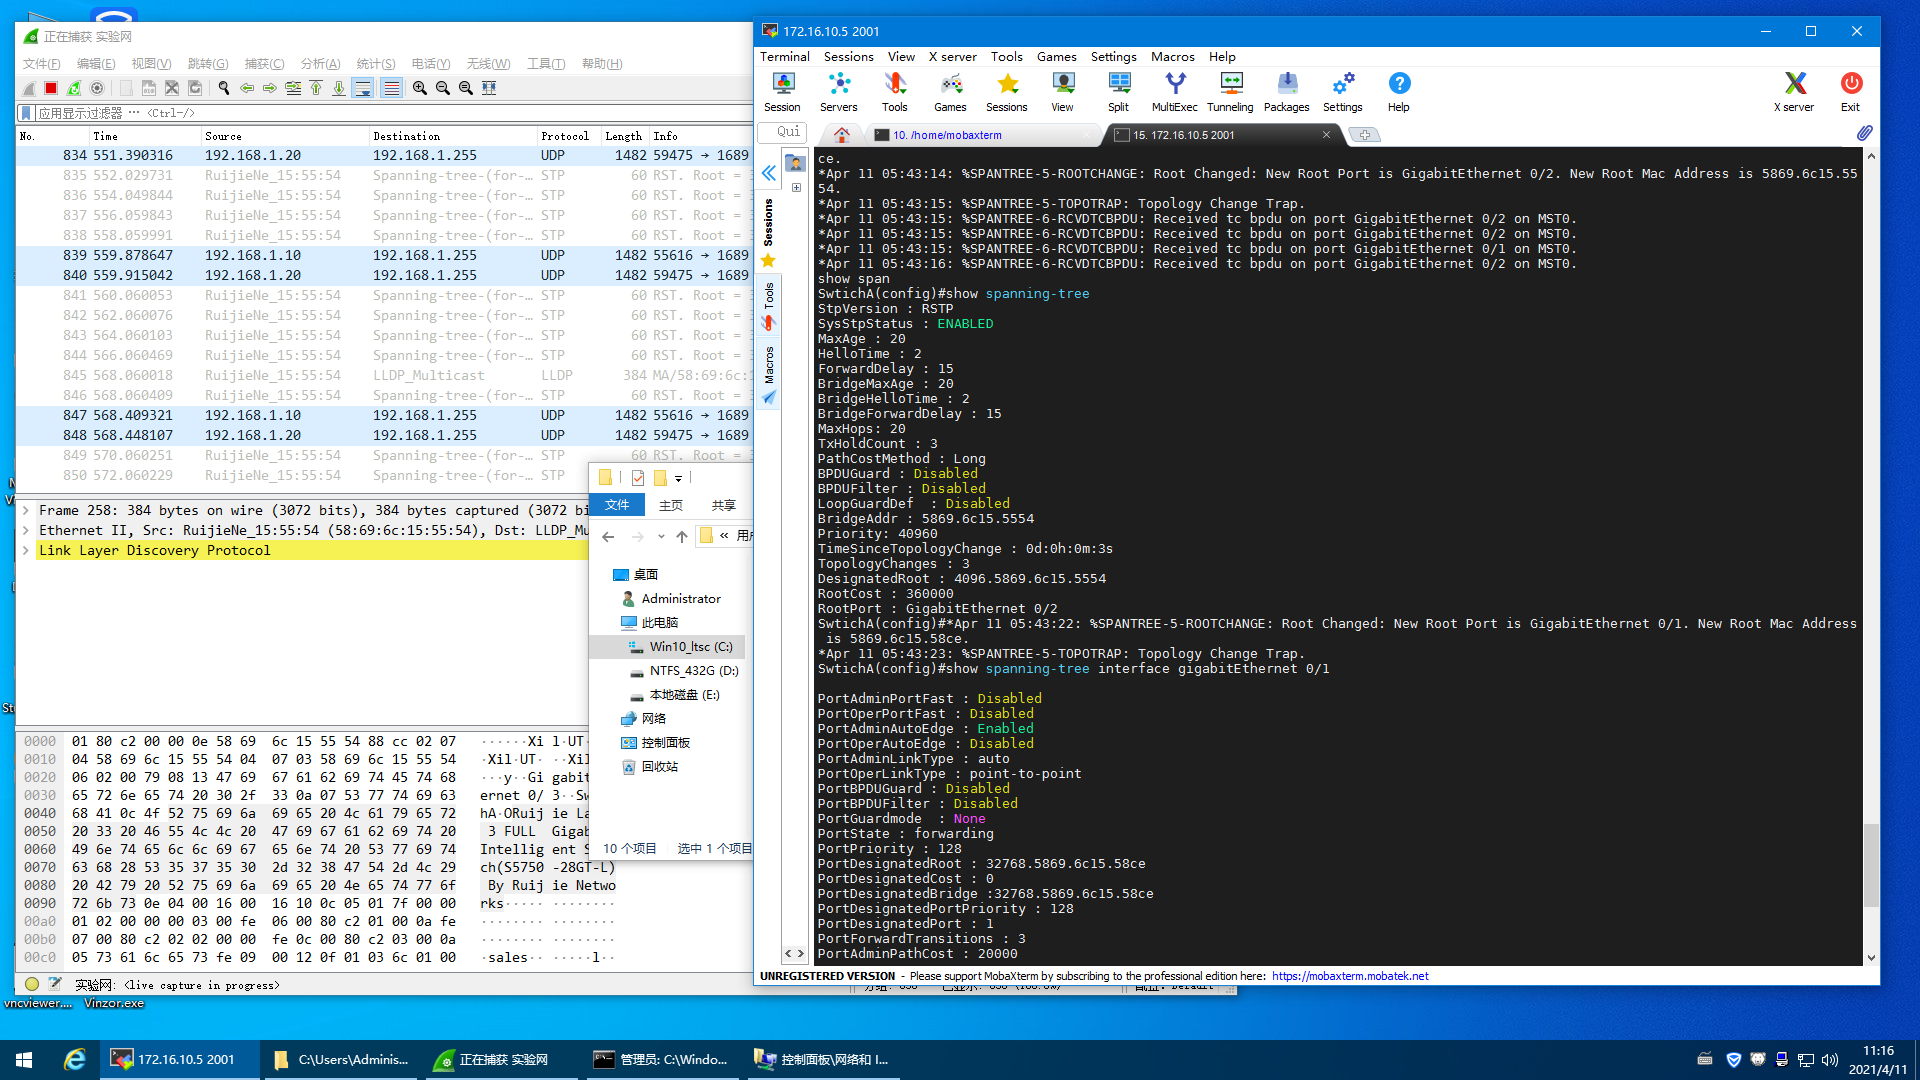 正在捕获 实验网
文件(F) 编辑(E) 视图(V) 跳转(G) 捕获(C) 分析(A) 统计(S) 电话(Y) 无线(W) 工具(T) 帮助(H)
应用显示过滤器 … <Ctrl-/>
No. Time Source Destination Protocol Length Info
834 551.390316 192.168.1.20 192.168.1.255 UDP 1482 59475 → 1689
835 552.029731 RuijieNe_15:55:54 Spanning-tree-(for-… STP 60 RST. Root =
836 554.049844 RuijieNe_15:55:54 Spanning-tree-(for-… STP 60 RST. Root =
837 556.059843 RuijieNe_15:55:54 Spanning-tree-(for-… STP 60 RST. Root =
838 558.059991 RuijieNe_15:55:54 Spanning-tree-(for-… STP 60 RST. Root =
839 559.878647 192.168.1.10 192.168.1.255 UDP 1482 55616 → 1689
840 559.915042 192.168.1.20 192.168.1.255 UDP 1482 59475 → 1689
841 560.060053 RuijieNe_15:55:54 Spanning-tree-(for-… STP 60 RST. Root =
842 562.060076 RuijieNe_15:55:54 Spanning-tree-(for-… STP 60 RST. Root =
843 564.060103 RuijieNe_15:55:54 Spanning-tree-(for-… STP 60 RST. Root =
844 566.060469 RuijieNe_15:55:54 Spanning-tree-(for-… STP 60 RST. Root =
845 568.060018 RuijieNe_15:55:54 LLDP_Multicast LLDP 384 MA/58:69:6c:
846 568.060409 RuijieNe_15:55:54 Spanning-tree-(for-… STP 60 RST. Root =
847 568.409321 192.168.1.10 192.168.1.255 UDP 1482 55616 → 1689
848 568.448107 192.168.1.20 192.168.1.255 UDP 1482 59475 → 1689
849 570.060251 RuijieNe_15:55:54 Spanning-tree-(for-… STP 60 RST. Root =
850 572.060229 RuijieNe_15:55:54 Spanning-tree-(for-… STP 60 RST. Root =
Frame 258: 384 bytes on wire (3072 bits), 384 bytes captured (3072 bi
Ethernet II, Src: RuijieNe_15:55:54 (58:69:6c:15:55:54), Dst: LLDP_Mu
Link Layer Discovery Protocol
0000 01 80 c2 00 00 0e 58 69 6c 15 55 54 88 cc 02 07 ······Xi l·UT·
0010 04 58 69 6c 15 55 54 04 07 03 58 69 6c 15 55 54 ·Xil·UT· ··Xil
0020 06 02 00 79 08 13 47 69 67 61 62 69 74 45 74 68 ···y··Gi gabit
0030 65 72 6e 65 74 20 30 2f 33 0a 07 53 77 74 69 63 ernet 0/ 3··Sw
0040 68 41 0c 4f 52 75 69 6a 69 65 20 4c 61 79 65 72 hA·ORuij ie La
0050 20 33 20 46 55 4c 4c 20 47 69 67 61 62 69 74 20 3 FULL Gigab
0060 49 6e 74 65 6c 6c 69 67 65 6e 74 20 53 77 69 74 Intellig ent S
0070 63 68 28 53 35 37 35 30 2d 32 38 47 54 2d 4c 29 ch(S5750 -28GT-L)
0080 20 42 79 20 52 75 69 6a 69 65 20 4e 65 74 77 6f By Ruij ie Netwo
0090 72 6b 73 0e 04 00 16 00 16 10 0c 05 01 7f 00 00 rks····· ········
00a0 01 02 00 00 00 03 00 fe 06 00 80 c2 01 00 0a fe ········ ········
00b0 07 00 80 c2 02 02 00 00 fe 0c 00 80 c2 03 00 0a ········ ········
00c0 05 73 61 6c 65 73 fe 09 00 12 0f 01 03 6c 01 00 ·sales·· ·····l··
实验网: <live capture in progress>
vncviewer.... Vinzor.exe
文件 主页 共享
« 用户
桌面
Administrator
此电脑
Win10_ltsc (C:)
NTFS_432G (D:)
本地磁盘 (E:)
网络
控制面板
回收站
10 个项目 选中 1 个项目
172.16.10.5 2001
Terminal Sessions View X server Tools Games Settings Macros Help
Session Servers Tools Games Sessions View Split MultiExec Tunneling Packages Settings Help X server Exit
Qui
10. /home/mobaxterm
15. 172.16.10.5 2001
Sessions
Tools
Macros
ce.
*Apr 11 05:43:14: %SPANTREE-5-ROOTCHANGE: Root Changed: New Root Port is GigabitEthernet 0/2. New Root Mac Address is 5869.6c15.55
54.
*Apr 11 05:43:15: %SPANTREE-5-TOPOTRAP: Topology Change Trap.
*Apr 11 05:43:15: %SPANTREE-6-RCVDTCBPDU: Received tc bpdu on port GigabitEthernet 0/2 on MST0.
*Apr 11 05:43:15: %SPANTREE-6-RCVDTCBPDU: Received tc bpdu on port GigabitEthernet 0/2 on MST0.
*Apr 11 05:43:15: %SPANTREE-6-RCVDTCBPDU: Received tc bpdu on port GigabitEthernet 0/1 on MST0.
*Apr 11 05:43:16: %SPANTREE-6-RCVDTCBPDU: Received tc bpdu on port GigabitEthernet 0/2 on MST0.
show span
SwtichA(config)#show spanning-tree
StpVersion : RSTP
SysStpStatus : ENABLED
MaxAge : 20
HelloTime : 2
ForwardDelay : 15
BridgeMaxAge : 20
BridgeHelloTime : 2
BridgeForwardDelay : 15
MaxHops: 20
TxHoldCount : 3
PathCostMethod : Long
BPDUGuard : Disabled
BPDUFilter : Disabled
LoopGuardDef  : Disabled
BridgeAddr : 5869.6c15.5554
Priority: 40960
TimeSinceTopologyChange : 0d:0h:0m:3s
TopologyChanges : 3
DesignatedRoot : 4096.5869.6c15.5554
RootCost : 360000
RootPort : GigabitEthernet 0/2
SwtichA(config)#*Apr 11 05:43:22: %SPANTREE-5-ROOTCHANGE: Root Changed: New Root Port is GigabitEthernet 0/1. New Root Mac Address
is 5869.6c15.58ce.
*Apr 11 05:43:23: %SPANTREE-5-TOPOTRAP: Topology Change Trap.
SwtichA(config)#show spanning-tree interface gigabitEthernet 0/1
PortAdminPortFast : Disabled
PortOperPortFast : Disabled
PortAdminAutoEdge : Enabled
PortOperAutoEdge : Disabled
PortAdminLinkType : auto
PortOperLinkType : point-to-point
PortBPDUGuard : Disabled
PortBPDUFilter : Disabled
PortGuardmode  : None
PortState : forwarding
PortPriority : 128
PortDesignatedRoot : 32768.5869.6c15.58ce
PortDesignatedCost : 0
PortDesignatedBridge :32768.5869.6c15.58ce
PortDesignatedPortPriority : 128
PortDesignatedPort : 1
PortForwardTransitions : 3
PortAdminPathCost : 20000
UNREGISTERED VERSION - Please support MobaXterm by subscribing to the professional edition here: https://mobaxterm.mobatek.net
172.16.10.5 2001
C:\Users\Adminis...
正在捕获 实验网
管理员: C:\Windo...
控制面板\网络和 I...
11:16
2021/4/11